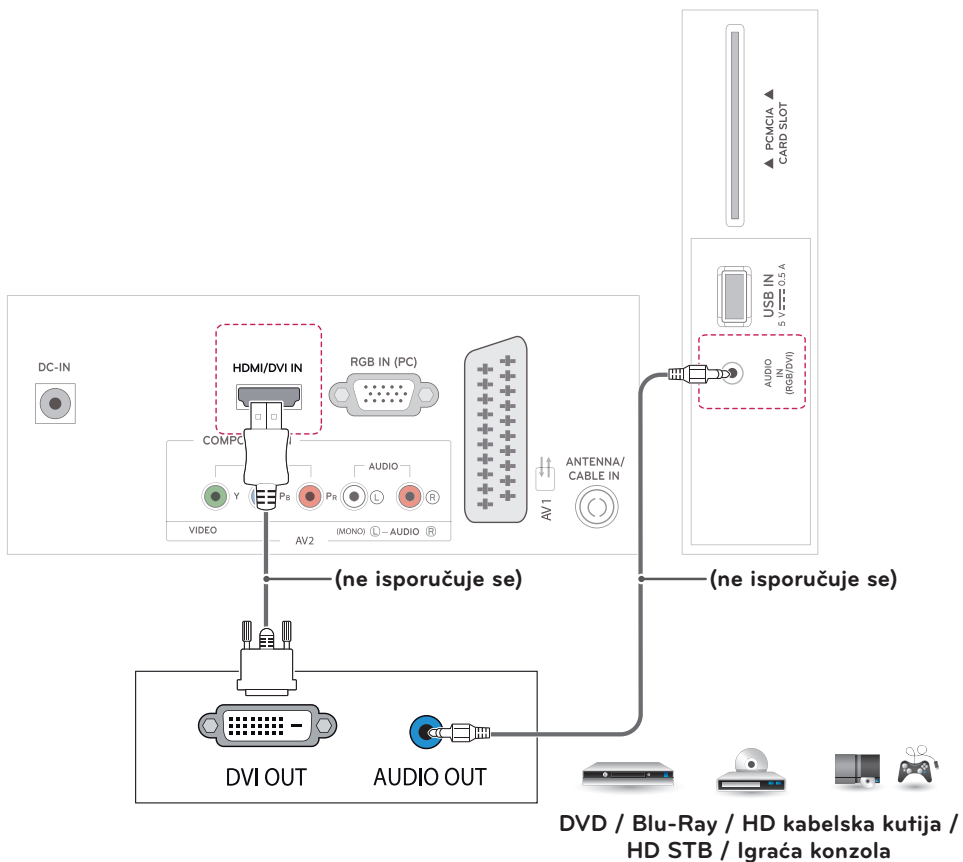 ▲ PCMCIA ▲
CARD SLOT
USB IN
5 V 0.5 A
AUDIO
IN
(RGB/DVI)
DC-IN
HDMI/DVI IN
RGB IN (PC)
AUDIO
Y
PB
PR
L
R
VIDEO
(MONO) L – AUDIO R
AV2
AV1
ANTENNA/
CABLE IN
(ne isporučuje se)
(ne isporučuje se)
DVI OUT
AUDIO OUT
DVD / Blu-Ray / HD kabelska kutija /
HD STB / Igraća konzola